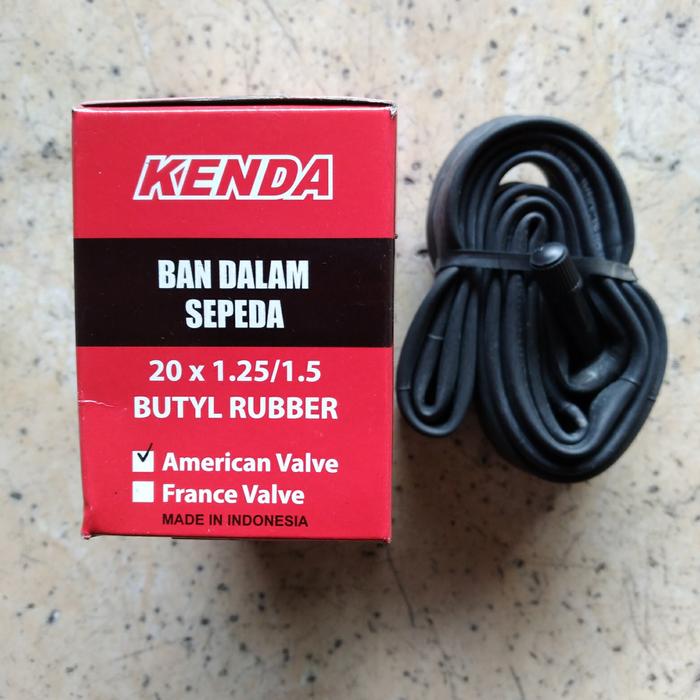 KENDA
BAN DALAM
SEPEDA
20 x 1.25/1.5
BUTYL RUBBER
American Valve
France Valve
MADE IN INDONESIA